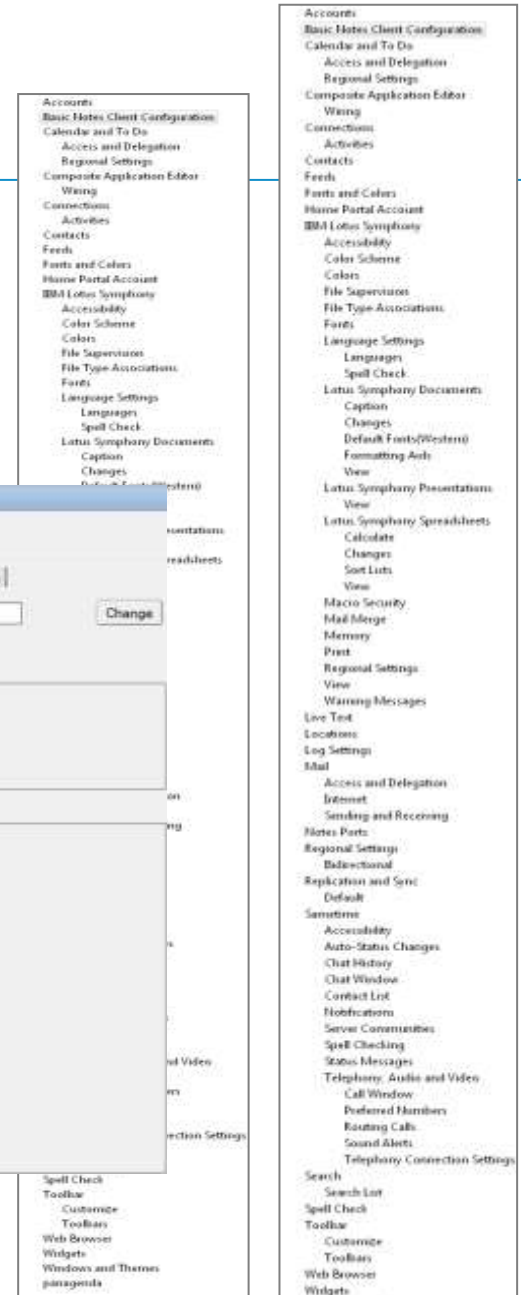 Accounts
Basic Notes Client Configuration
Calendar and To Do
Access and Delegation
Regional Settings
Composite Application Editor
Wiring
Connections
Activities
Contacts
Feeds
Fonts and Colors
Home Portal Account
IBM Lotus Symphony
Accessibility
Color Scheme
Colors
File Supervision
File Type Associations
Fonts
Language Settings
Languages
Spell Check
Lotus Symphony Documents
Caption
Changes
Change
Spell Check
Toolbar
Customize
Toolbars
Web Browser
Widgets
Windows and Themes
panagenda
Accounts
Basic Notes Client Configuration
Calendar and To Do
Access and Delegation
Regional Settings
Composite Application Editor
Wiring
Connections
Activities
Contacts
Feeds
Fonts and Colors
Home Portal Account
IBM Lotus Symphony
Accessibility
Color Scheme
Colors
File Supervision
File Type Associations
Fonts
Language Settings
Languages
Spell Check
Lotus Symphony Documents
Caption
Changes
Default Fonts(Western)
Formatting Aids
View
Lotus Symphony Presentations
View
Lotus Symphony Spreadsheets
Calculate
Changes
Sort Lists
View
Macro Security
Mail Merge
Memory
Print
Regional Settings
View
Warning Messages
Live Text
Locations
Log Settings
Mail
Access and Delegation
Internet
Sending and Receiving
Notes Ports
Regional Settings
Bidirectional
Replication and Sync
Default
Sametime
Accessibility
Auto-Status Changes
Chat History
Chat Window
Contact List
Notifications
Server Communities
Spell Checking
Status Messages
Telephony, Audio and Video
Call Window
Preferred Numbers
Routing Calls
Sound Alerts
Telephony Connection Settings
Search
Search List
Spell Check
Toolbar
Customize
Toolbars
Web Browser
Widgets